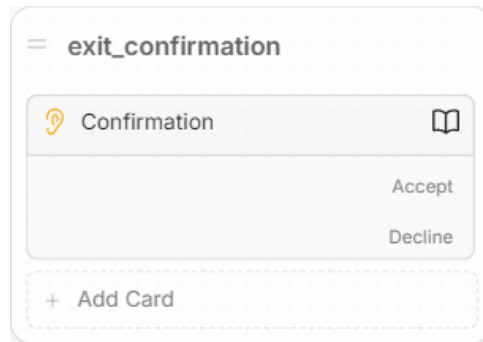 exit_confirmation
Confirmation
Accept
Decline
+ Add Card